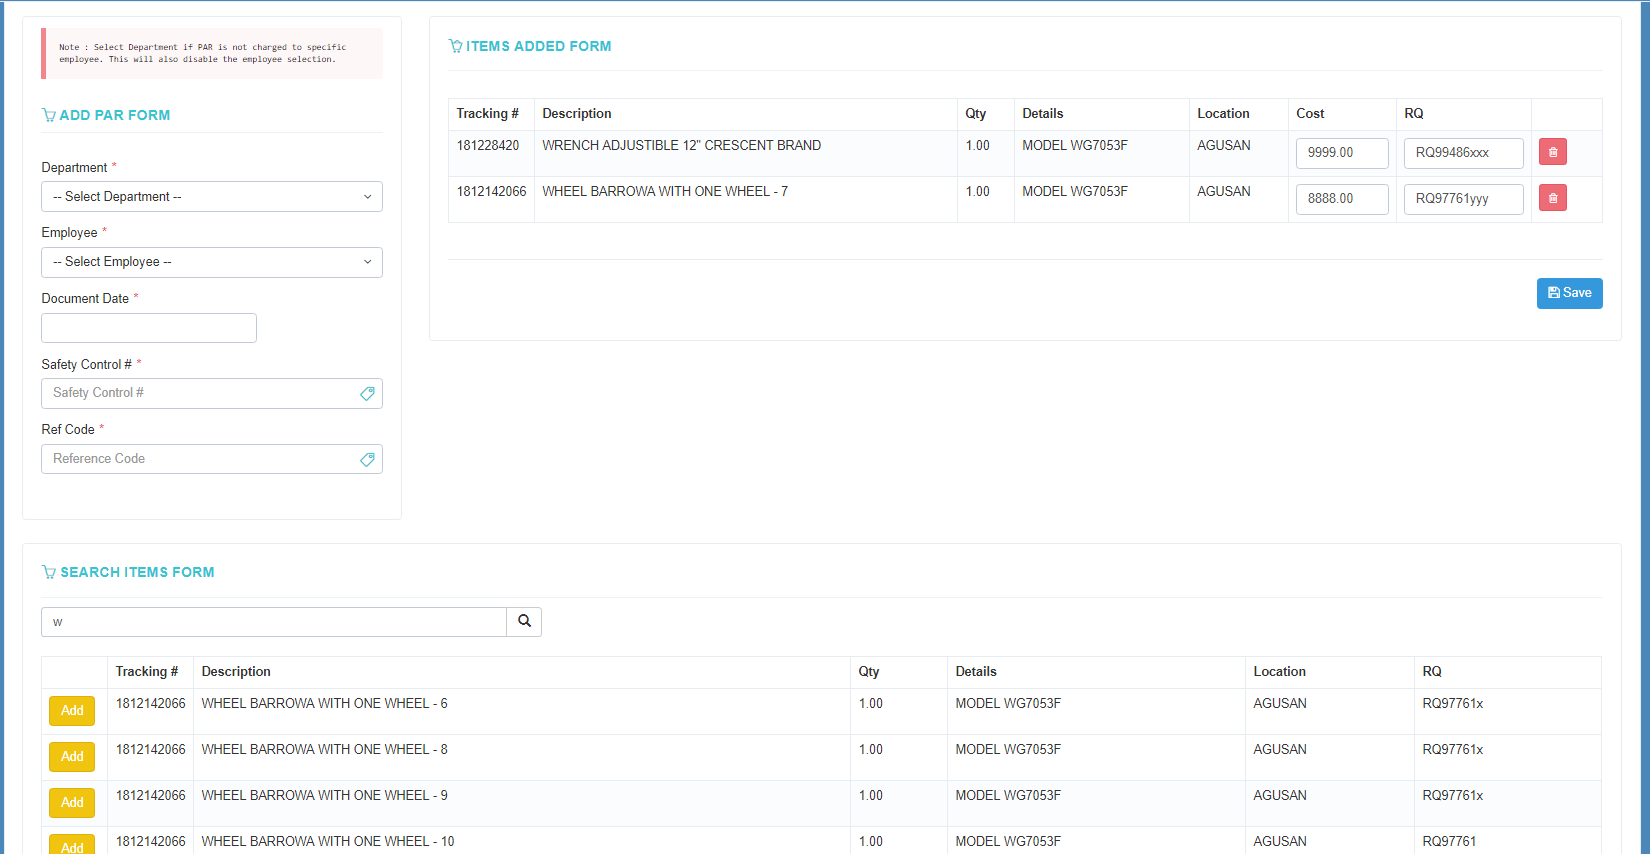 Note : Select Department if PAR is not charged to specific
employee. This will also disable the employee selection.
ADD PAR FORM
Department *
-- Select Department --
Employee *
-- Select Employee --
Document Date *
Safety Control # *
Safety Control #
Ref Code *
Reference Code
ITEMS ADDED FORM
Tracking # Description Qty Details Location Cost RQ
181228420 WRENCH ADJUSTIBLE 12" CRESCENT BRAND 1.00 MODEL WG7053F AGUSAN 9999.00 RQ99486xxx
1812142066 WHEEL BARROWA WITH ONE WHEEL - 7 1.00 MODEL WG7053F AGUSAN 8888.00 RQ97761yyy
Save
SEARCH ITEMS FORM
w
Tracking # Description Qty Details Location RQ
Add 1812142066 WHEEL BARROWA WITH ONE WHEEL - 6 1.00 MODEL WG7053F AGUSAN RQ97761x
Add 1812142066 WHEEL BARROWA WITH ONE WHEEL - 8 1.00 MODEL WG7053F AGUSAN RQ97761x
Add 1812142066 WHEEL BARROWA WITH ONE WHEEL - 9 1.00 MODEL WG7053F AGUSAN RQ97761x
Add 1812142066 WHEEL BARROWA WITH ONE WHEEL - 10 1.00 MODEL WG7053F AGUSAN RQ97761